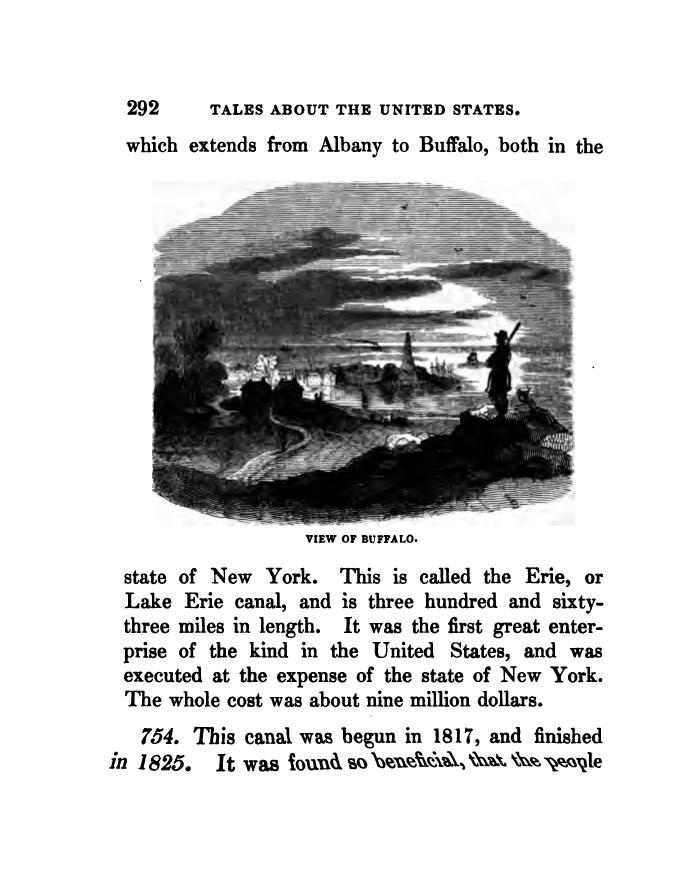 292 TALES ABOUT THE UNITED STATES.
which extends from Albany to Buffalo, both in the
VIEW OF BUFFALO.
state of New York. This is called the Erie, or
Lake Erie canal, and is three hundred and sixty-
three miles in length. It was the first great enter-
prise of the kind in the United States, and was
executed at the expense of the state of New York.
The whole cost was about nine million dollars.
754. This canal was begun in 1817, and finished
in 1825. It was found so beneficial, that the people